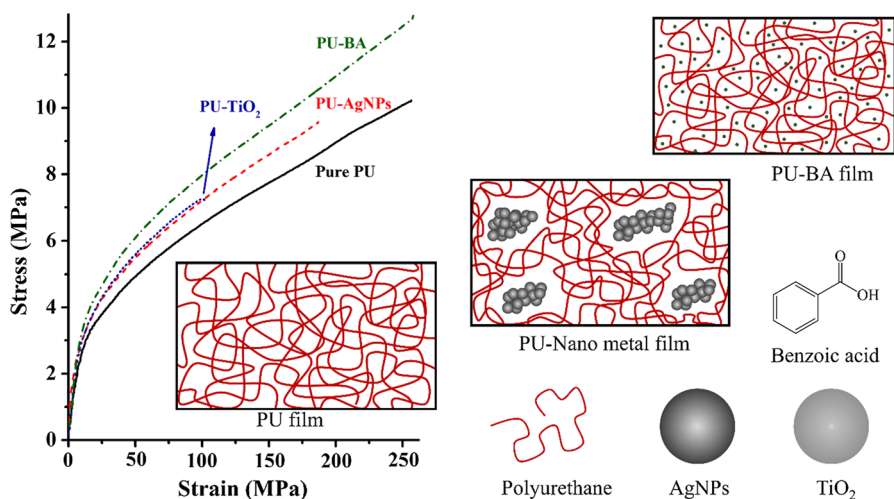 12
10
8
6
4
2
0
Stress (MPa)
0
50
100
150
200
250
Strain (MPa)
PU-BA
PU-TiO₂
PU-AgNPs
Pure PU
PU film
PU-BA film
PU-Nano metal film
O
OH
Benzoic acid
Polyurethane
AgNPs
TiO₂